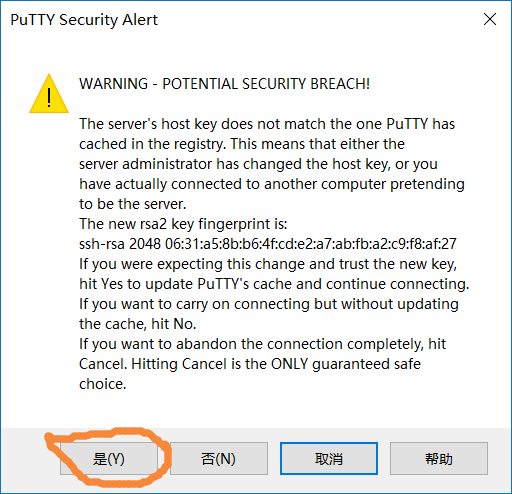 PuTTY Security Alert
WARNING - POTENTIAL SECURITY BREACH!
The server's host key does not match the one PuTTY has
cached in the registry. This means that either the
server administrator has changed the host key, or you
have actually connected to another computer pretending
to be the server.
The new rsa2 key fingerprint is:
ssh-rsa 2048 06:31:a5:8b:b6:4f:cd:e2:a7:ab:fb:a2:c9:f8:af:27
If you were expecting this change and trust the new key,
hit Yes to update PuTTY's cache and continue connecting.
If you want to carry on connecting but without updating
the cache, hit No.
If you want to abandon the connection completely, hit
Cancel. Hitting Cancel is the ONLY guaranteed safe
choice.
是(Y) 否(N) 取消 帮助